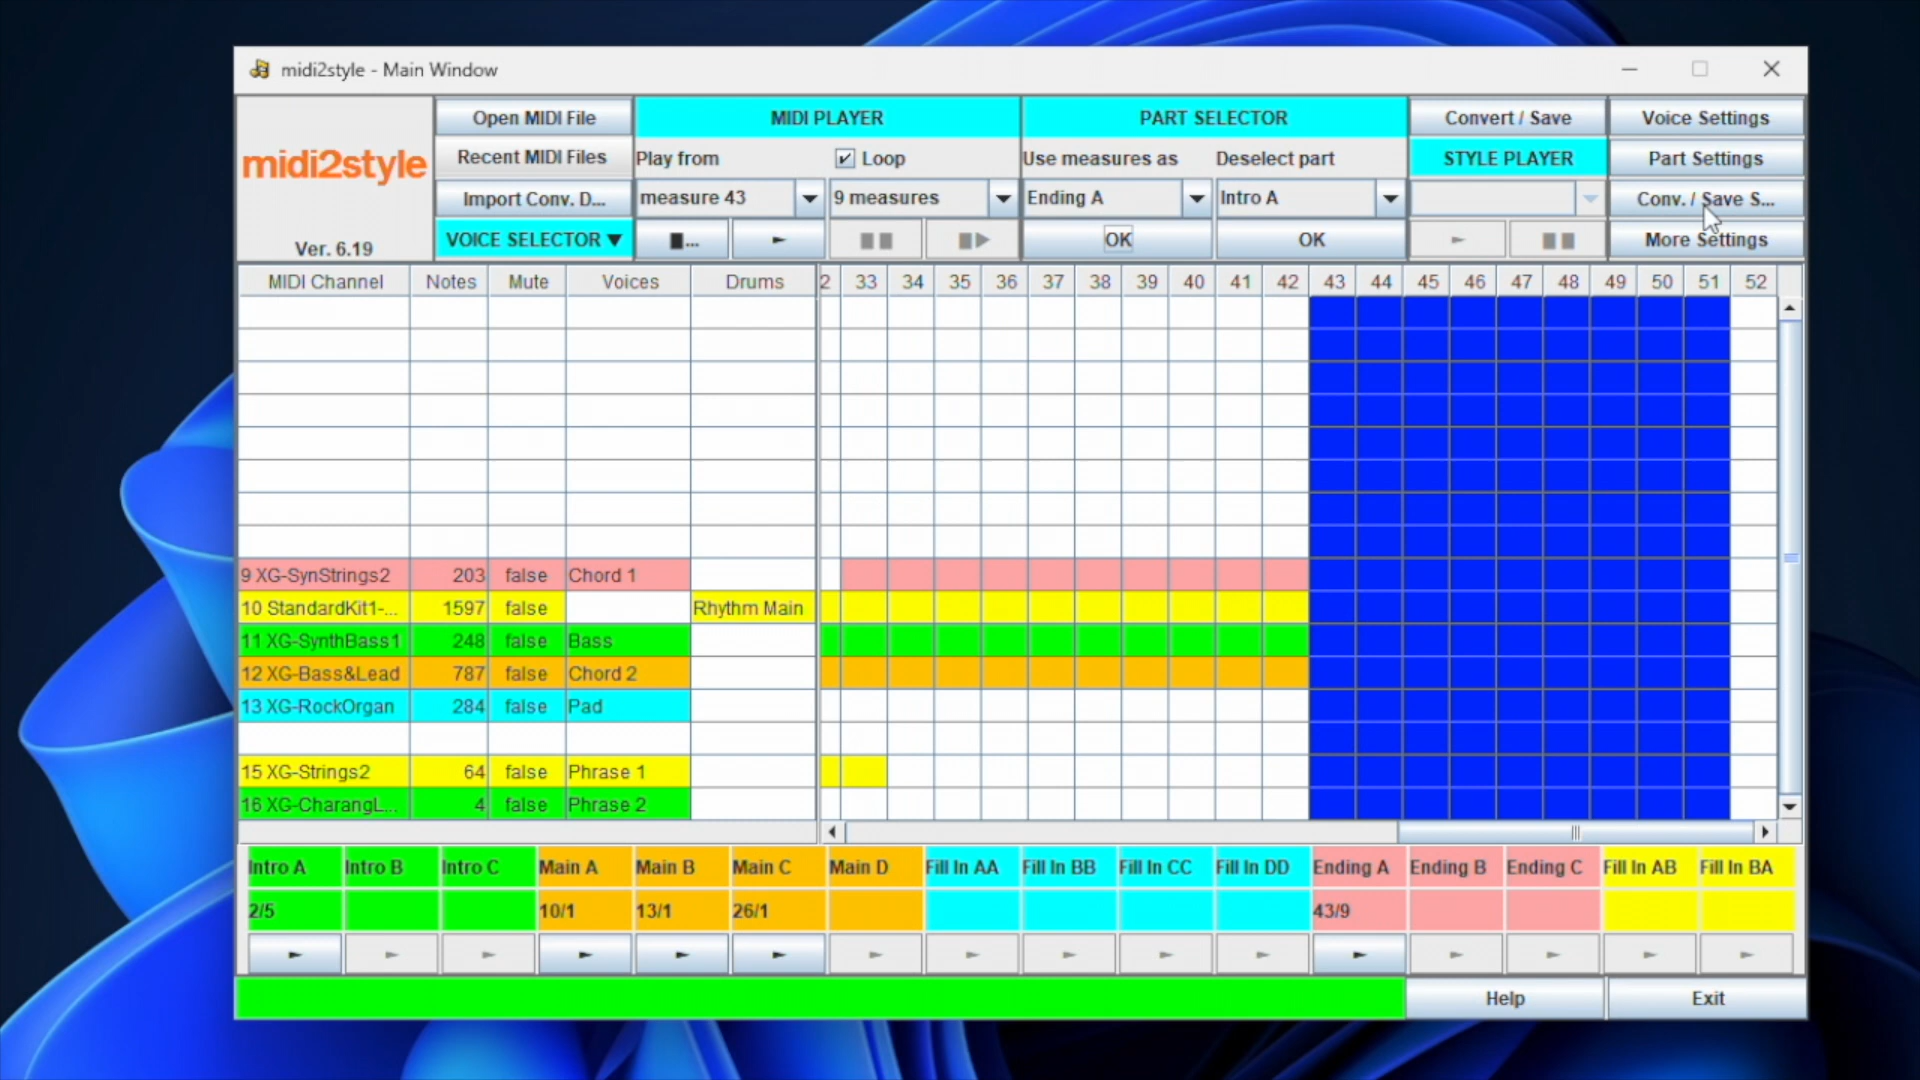 midi2style - Main Window
midi2style
Ver. 6.19
Open MIDI File
Recent MIDI Files
Import Conv. D...
VOICE SELECTOR ▼
MIDI PLAYER
Play from
Loop
measure 43
9 measures
...
PART SELECTOR
Use measures as
Deselect part
Ending A
Intro A
OK
OK
Convert / Save
STYLE PLAYER
Voice Settings
Part Settings
Conv. / Save S...
More Settings
MIDI Channel Notes Mute Voices Drums 2 33 34 35 36 37 38 39 40 41 42 43 44 45 46 47 48 49 50 51 52
9 XG-SynStrings2 203 false Chord 1
10 StandardKit1-... 1597 false Rhythm Main
11 XG-SynthBass1 248 false Bass
12 XG-Bass&Lead 787 false Chord 2
13 XG-RockOrgan 284 false Pad
15 XG-Strings2 64 false Phrase 1
16 XG-CharangL... 4 false Phrase 2
Intro A Intro B Intro C Main A Main B Main C Main D Fill In AA Fill In BB Fill In CC Fill In DD Ending A Ending B Ending C Fill In AB Fill In BA
2/5 10/1 13/1 26/1 43/9
Help
Exit